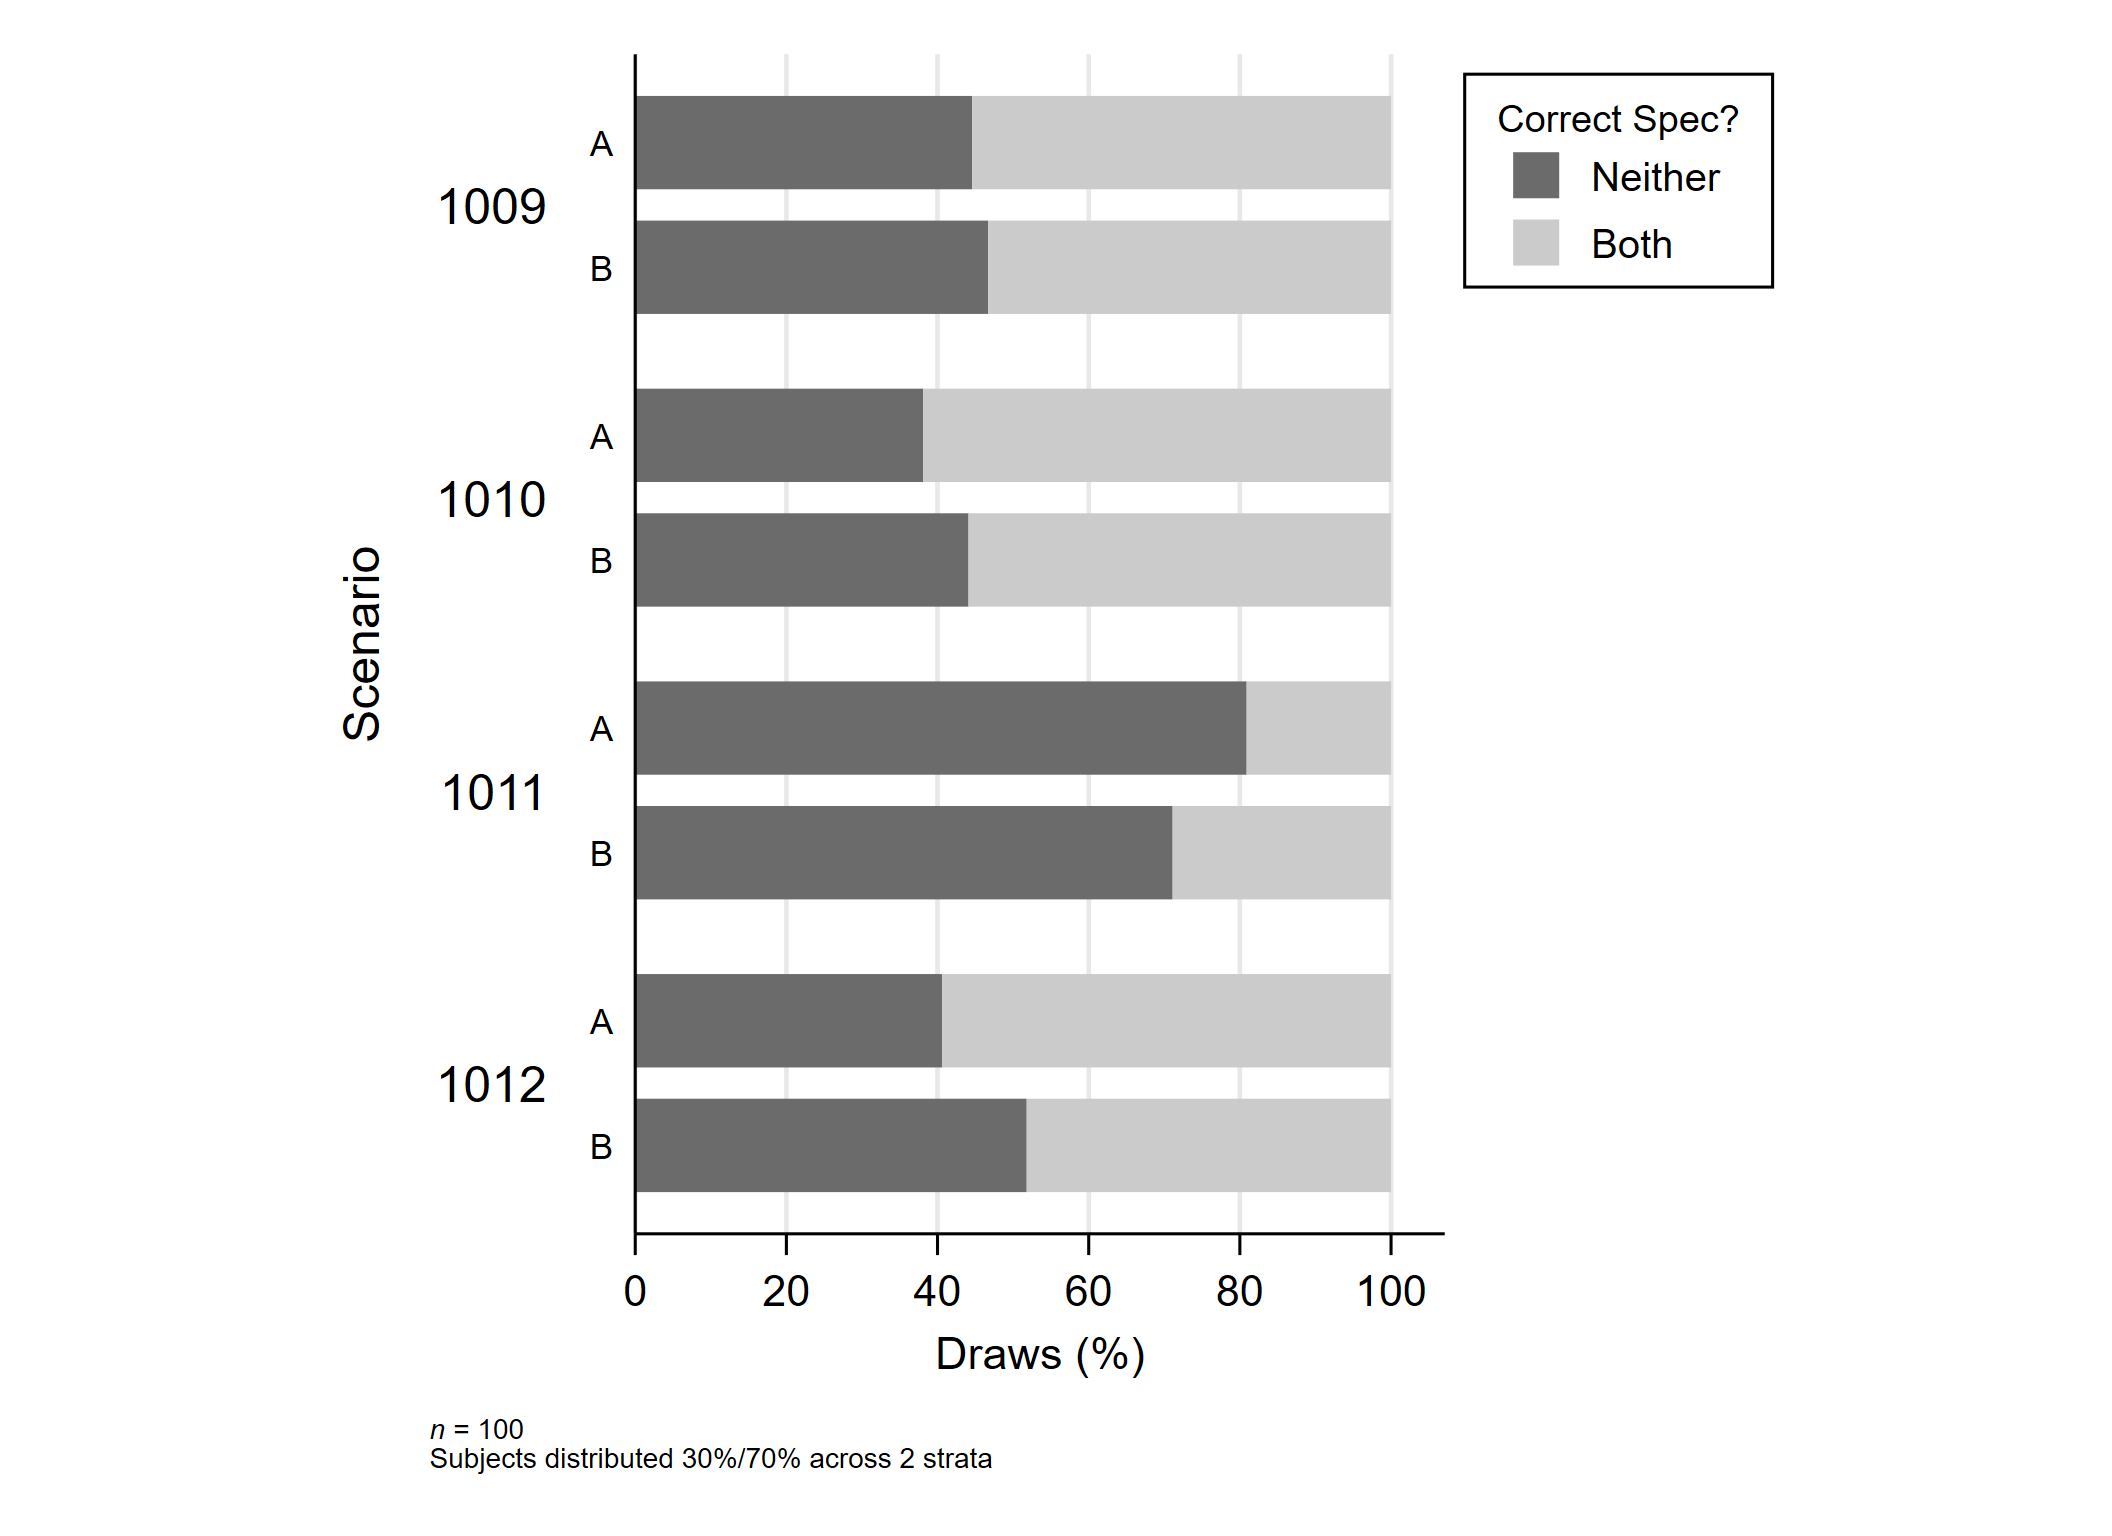 Correct Spec?
Neither
Both
Scenario
1009
A
B
1010
A
B
1011
A
B
1012
A
B
0 20 40 60 80 100
Draws (%)
n = 100
Subjects distributed 30%/70% across 2 strata